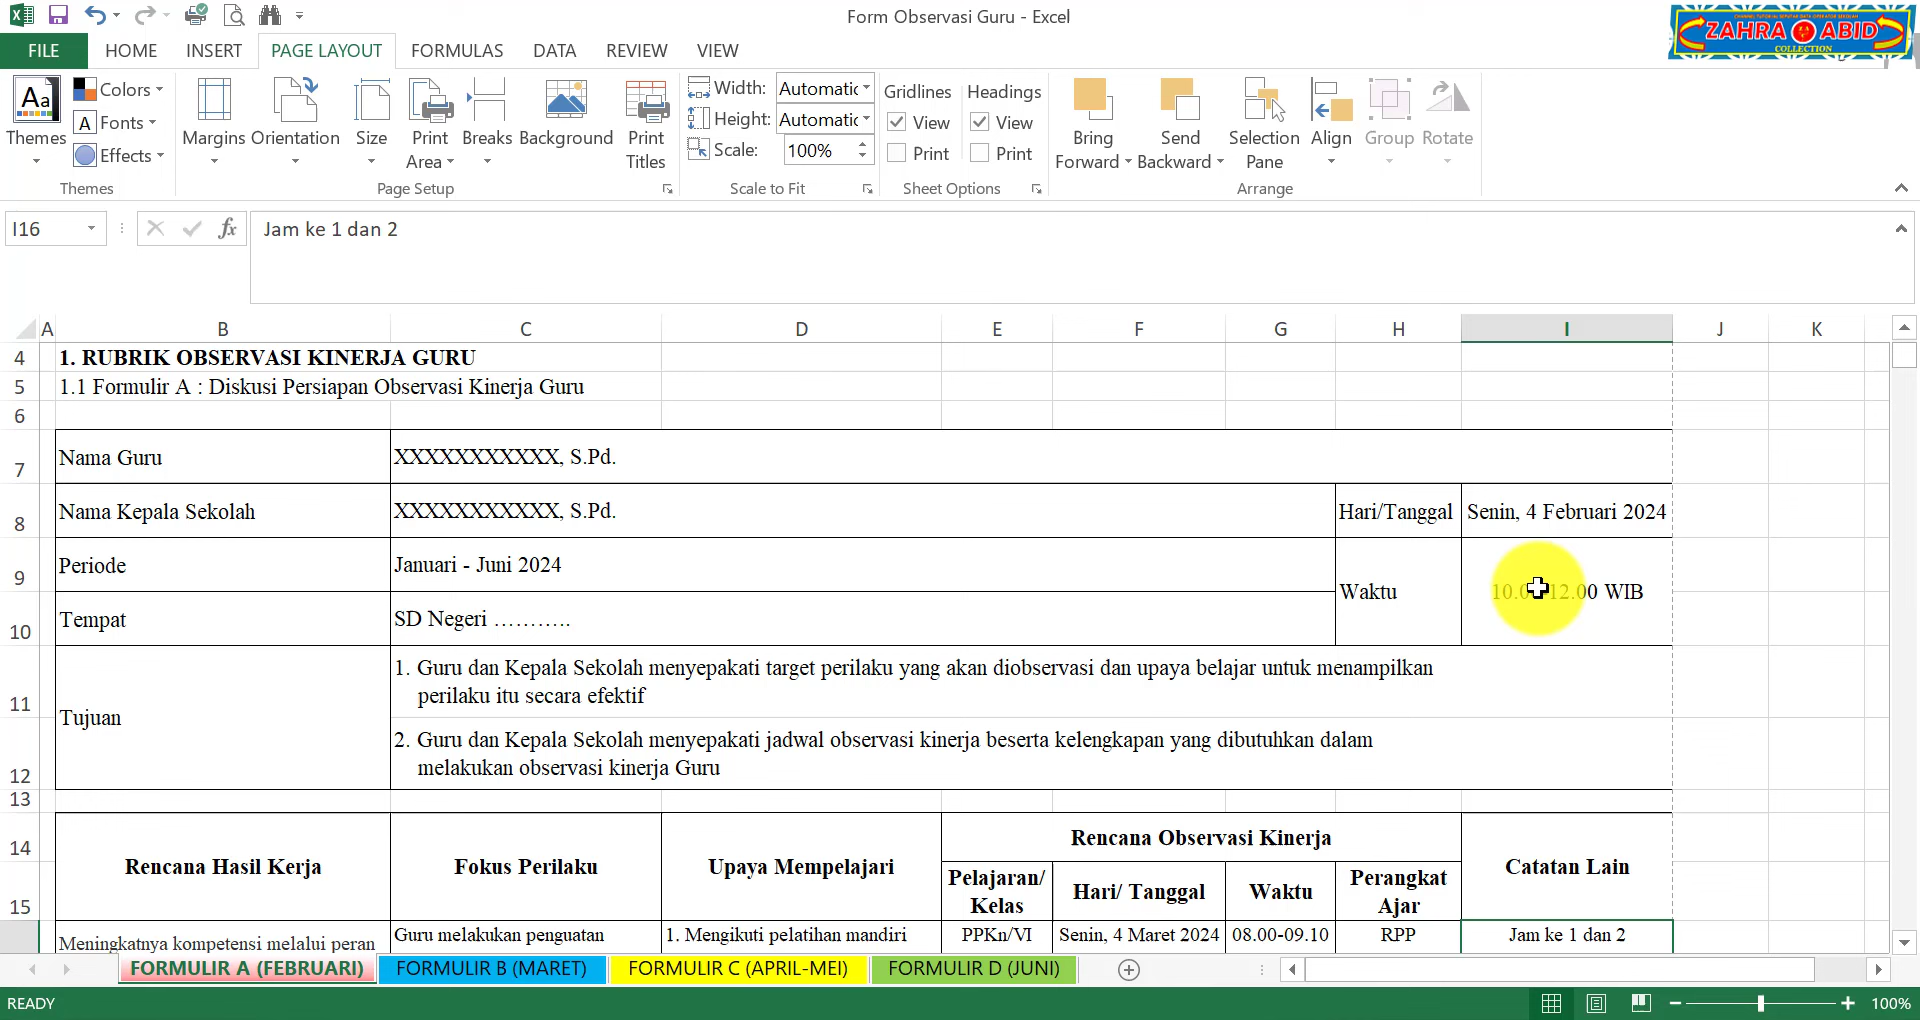 Form Observasi Guru - Excel
CHANNEL TUTORIAL SEPUTAR DATA OPERATOR SEKOLAH
ZAHRA ABID
COLLECTION
FILE HOME INSERT PAGE LAYOUT FORMULAS DATA REVIEW VIEW
Aa Themes
Colors
A Fonts
Effects
Themes
Margins Orientation Size Print Area Breaks Background Print Titles
Page Setup
Width: Automatic
Height: Automatic
Scale: 100%
Scale to Fit
Gridlines Headings
View View
Print Print
Sheet Options
Bring Forward Send Backward Selection Pane Align Group Rotate
Arrange
I16 fx Jam ke 1 dan 2
A B C D E F G H I J K
4 1. RUBRIK OBSERVASI KINERJA GURU
5 1.1 Formulir A : Diskusi Persiapan Observasi Kinerja Guru
6
7 Nama Guru XXXXXXXXXXX, S.Pd.
8 Nama Kepala Sekolah XXXXXXXXXXX, S.Pd. Hari/Tanggal Senin, 4 Februari 2024
9 Periode Januari - Juni 2024
Waktu WIB
10 Tempat SD Negeri ………..
11 Tujuan 1. Guru dan Kepala Sekolah menyepakati target perilaku yang akan diobservasi dan upaya belajar untuk menampilkan
perilaku itu secara efektif
12 2. Guru dan Kepala Sekolah menyepakati jadwal observasi kinerja beserta kelengkapan yang dibutuhkan dalam
melakukan observasi kinerja Guru
13
14 Rencana Hasil Kerja Fokus Perilaku Upaya Mempelajari Rencana Observasi Kinerja Catatan Lain
15 Pelajaran/ Kelas Hari/ Tanggal Waktu Perangkat Ajar
Meningkatnya kompetensi melalui peran Guru melakukan penguatan 1. Mengikuti pelatihan mandiri PPKn/VI Senin, 4 Maret 2024 08.00-09.10 RPP Jam ke 1 dan 2
FORMULIR A (FEBRUARI) FORMULIR B (MARET) FORMULIR C (APRIL-MEI) FORMULIR D (JUNI)
READY 100%